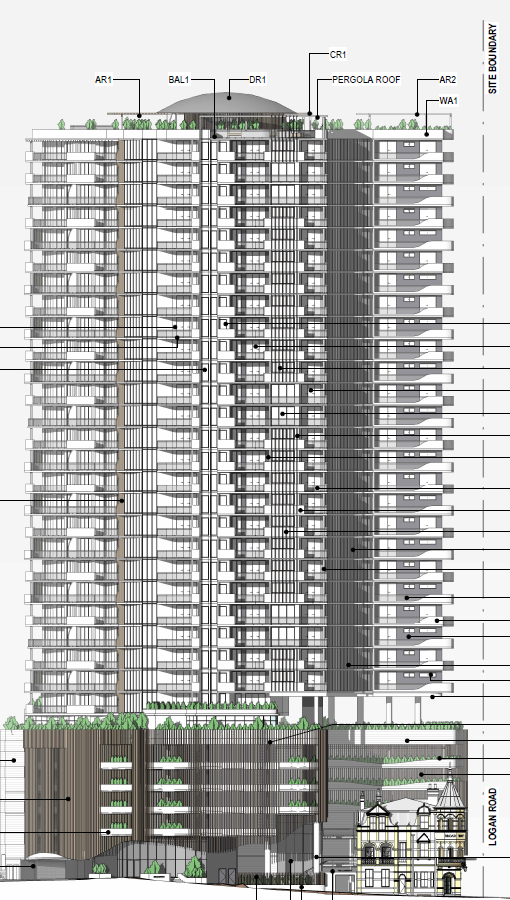 CR1
AR1
BAL1
DR1
PERGOLA ROOF
AR2
WA1
SITE BOUNDARY
LOGAN ROAD